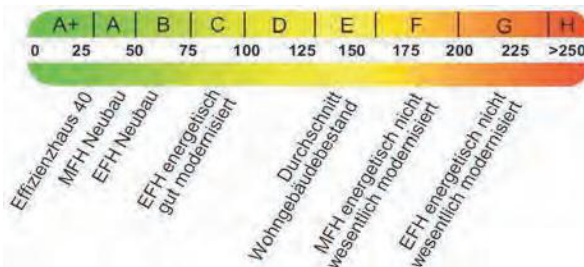 A+ A B C D E F G H
0 25 50 75 100 125 150 175 200 225 >250
Effizienzhaus 40
MFH Neubau
EFH Neubau
EFH energetisch
gut modernisiert
Durchschnitt
Wohngebäudebestand
MFH energetisch nicht
wesentlich modernisiert
EFH energetisch nicht
wesentlich modernisiert